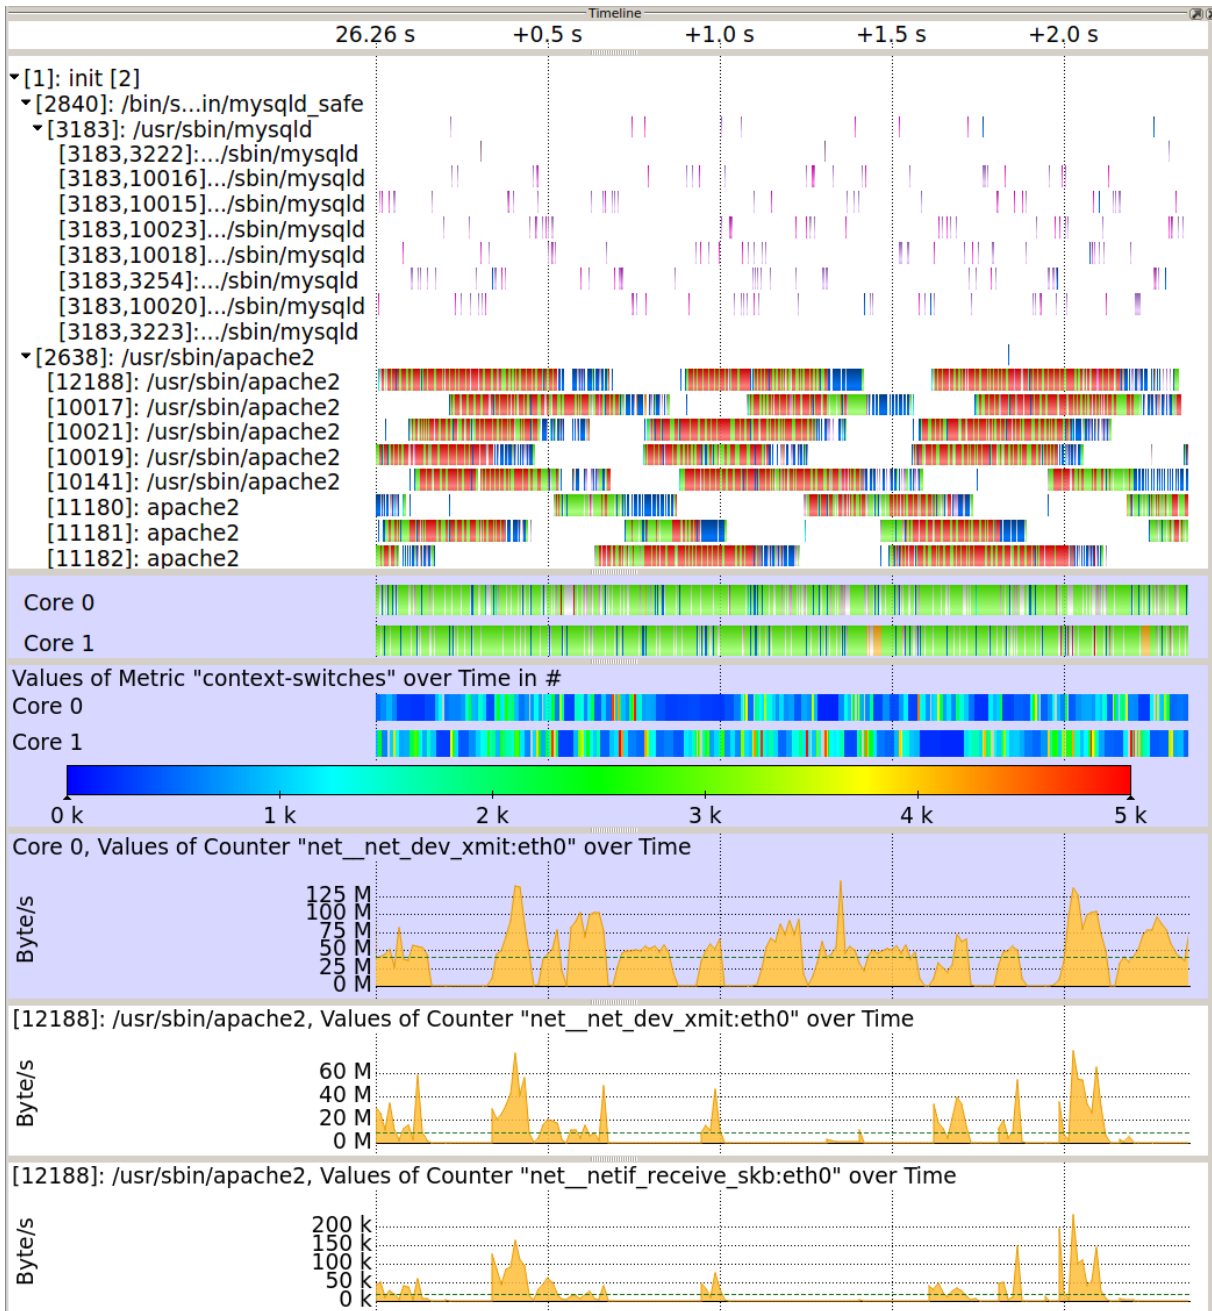 Timeline
26.26 s +0.5 s +1.0 s +1.5 s +2.0 s
[1]: init [2]
[2840]: /bin/s...in/mysqld_safe
[3183]: /usr/sbin/mysqld
[3183,3222]:.../sbin/mysqld
[3183,10016].../sbin/mysqld
[3183,10015].../sbin/mysqld
[3183,10023].../sbin/mysqld
[3183,10018].../sbin/mysqld
[3183,3254]:.../sbin/mysqld
[3183,10020].../sbin/mysqld
[3183,3223]:.../sbin/mysqld
[2638]: /usr/sbin/apache2
[12188]: /usr/sbin/apache2
[10017]: /usr/sbin/apache2
[10021]: /usr/sbin/apache2
[10019]: /usr/sbin/apache2
[10141]: /usr/sbin/apache2
[11180]: apache2
[11181]: apache2
[11182]: apache2
Core 0
Core 1
Values of Metric "context-switches" over Time in #
Core 0
Core 1
0 k 1 k 2 k 3 k 4 k 5 k
Core 0, Values of Counter "net__net_dev_xmit:eth0" over Time
Byte/s
125 M
100 M
75 M
50 M
25 M
0 M
[12188]: /usr/sbin/apache2, Values of Counter "net__net_dev_xmit:eth0" over Time
Byte/s
60 M
40 M
20 M
0 M
[12188]: /usr/sbin/apache2, Values of Counter "net__netif_receive_skb:eth0" over Time
Byte/s
200 k
150 k
100 k
50 k
0 k